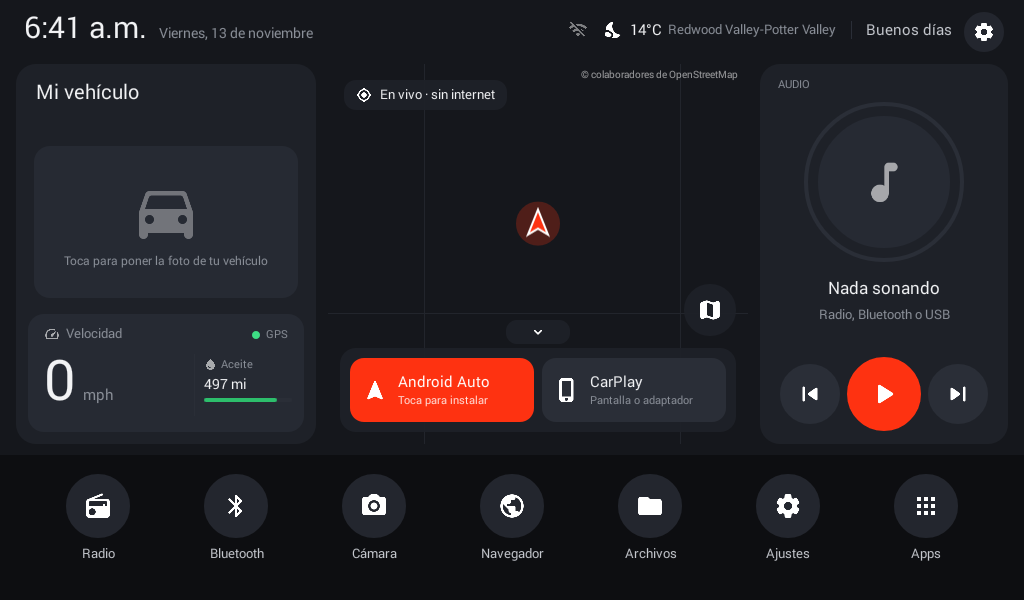 6:41 a.m.
Viernes, 13 de noviembre
14°C Redwood Valley-Potter Valley
Buenos días
Mi vehículo
Toca para poner la foto de tu vehículo
Velocidad
GPS
0 mph
Aceite
497 mi
© colaboradores de OpenStreetMap
En vivo · sin internet
Android Auto
Toca para instalar
CarPlay
Pantalla o adaptador
AUDIO
Nada sonando
Radio, Bluetooth o USB
Radio
Bluetooth
Cámara
Navegador
Archivos
Ajustes
Apps